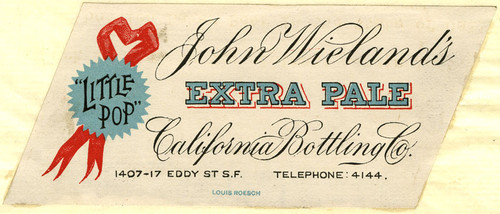 "LITTLE
POP"
John Wieland's
EXTRA PALE
California Bottling Co.
1407-17 EDDY ST S.F. TELEPHONE: 4144.
LOUIS ROESCH